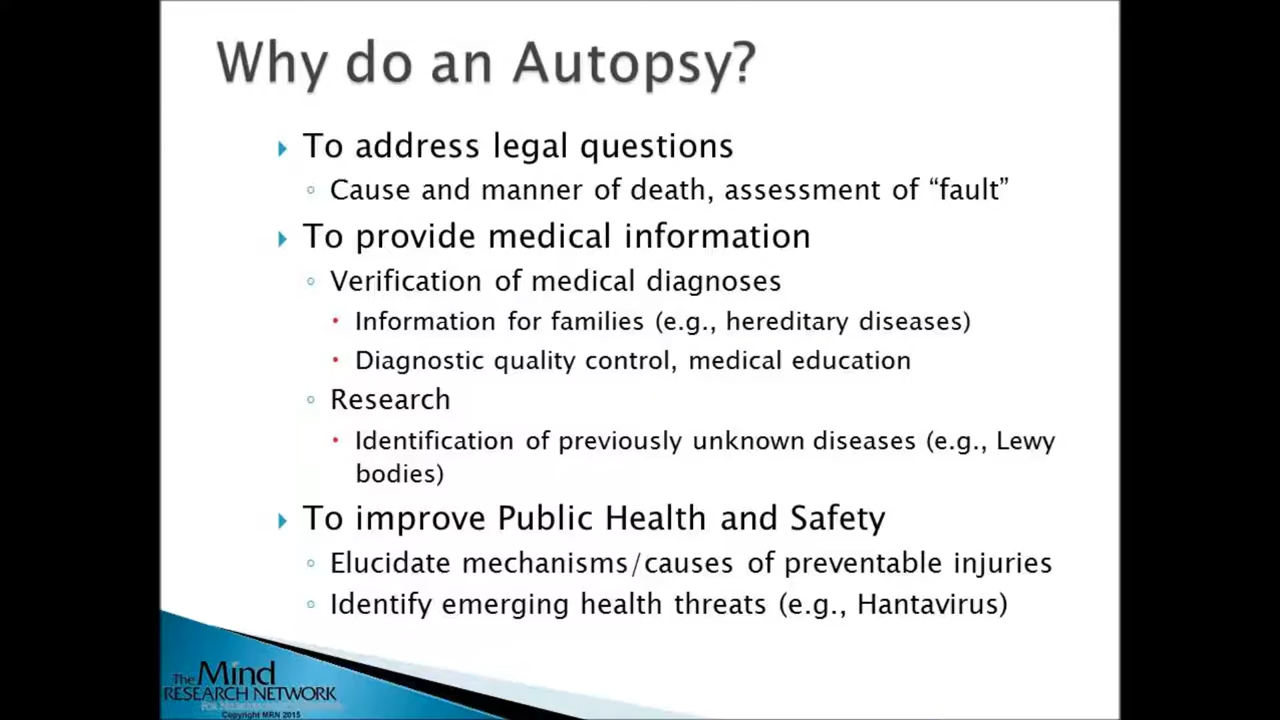 Why do an Autopsy?
To address legal questions
Cause and manner of death, assessment of “fault”
To provide medical information
Verification of medical diagnoses
Information for families (e.g., hereditary diseases)
Diagnostic quality control, medical education
Research
Identification of previously unknown diseases (e.g., Lewy
bodies)
To improve Public Health and Safety
Elucidate mechanisms/causes of preventable injuries
Identify emerging health threats (e.g., Hantavirus)
The Mind
RESEARCH NETWORK
Copyright MRN 2015